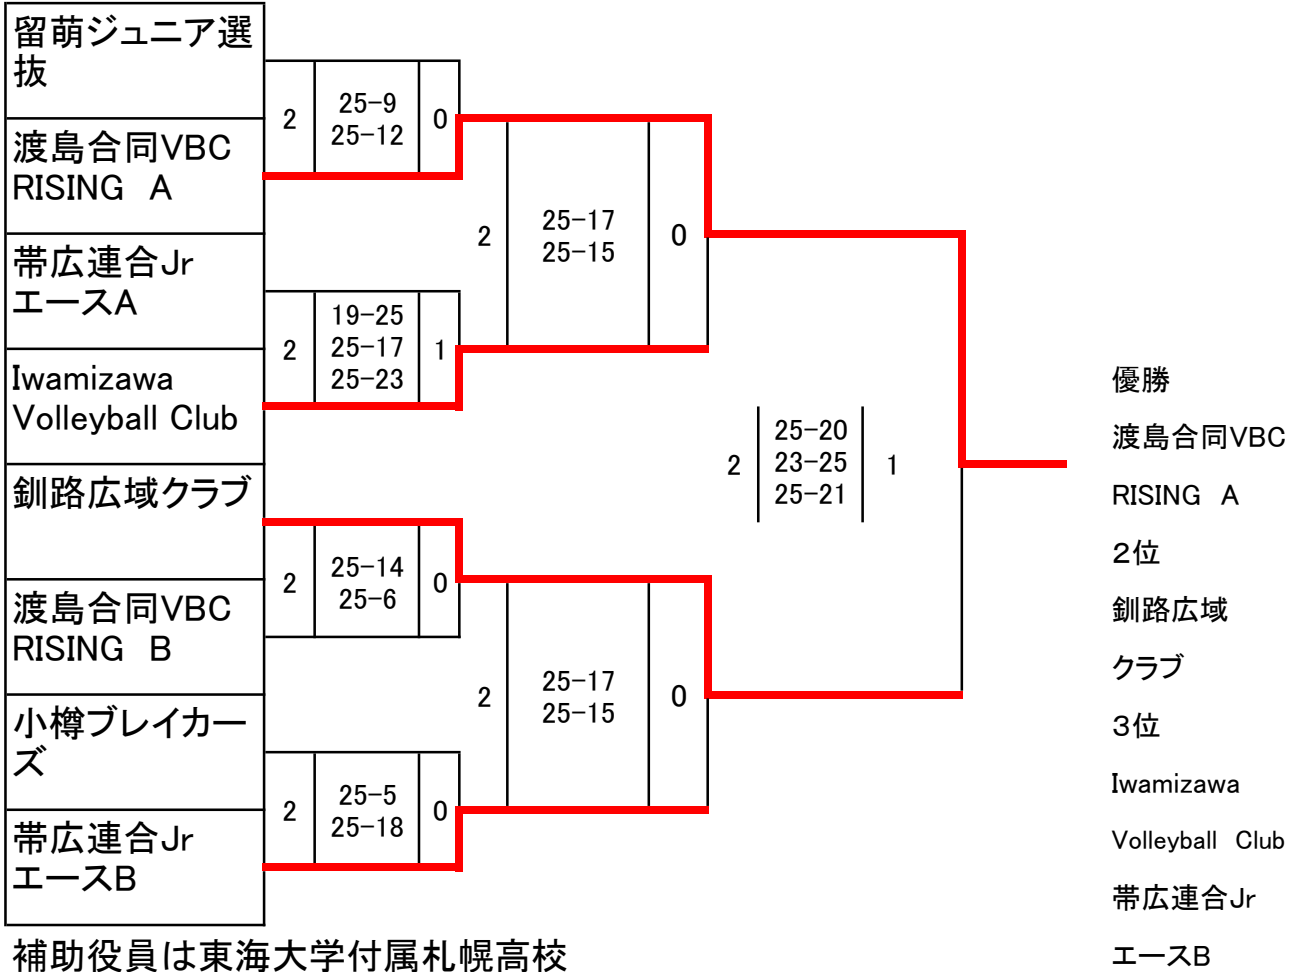 留萌ジュニア選
抜
渡島合同VBC
RISING　A
帯広連合Jr
エースA
Iwamizawa
Volleyball Club
釧路広域クラブ
渡島合同VBC
RISING　B
小樽ブレイカー
ズ
帯広連合Jr
エースB
2
25-9
25-12
0
2
19-25
25-17
25-23
1
2
25-14
25-6
0
2
25-5
25-18
0
2
25-17
25-15
0
2
25-17
25-15
0
2
25-20
23-25
25-21
1
優勝
渡島合同VBC
RISING　A
２位
釧路広域
クラブ
３位
Iwamizawa
Volleyball　Club
帯広連合Jr
エースB
補助役員は東海大学付属札幌高校